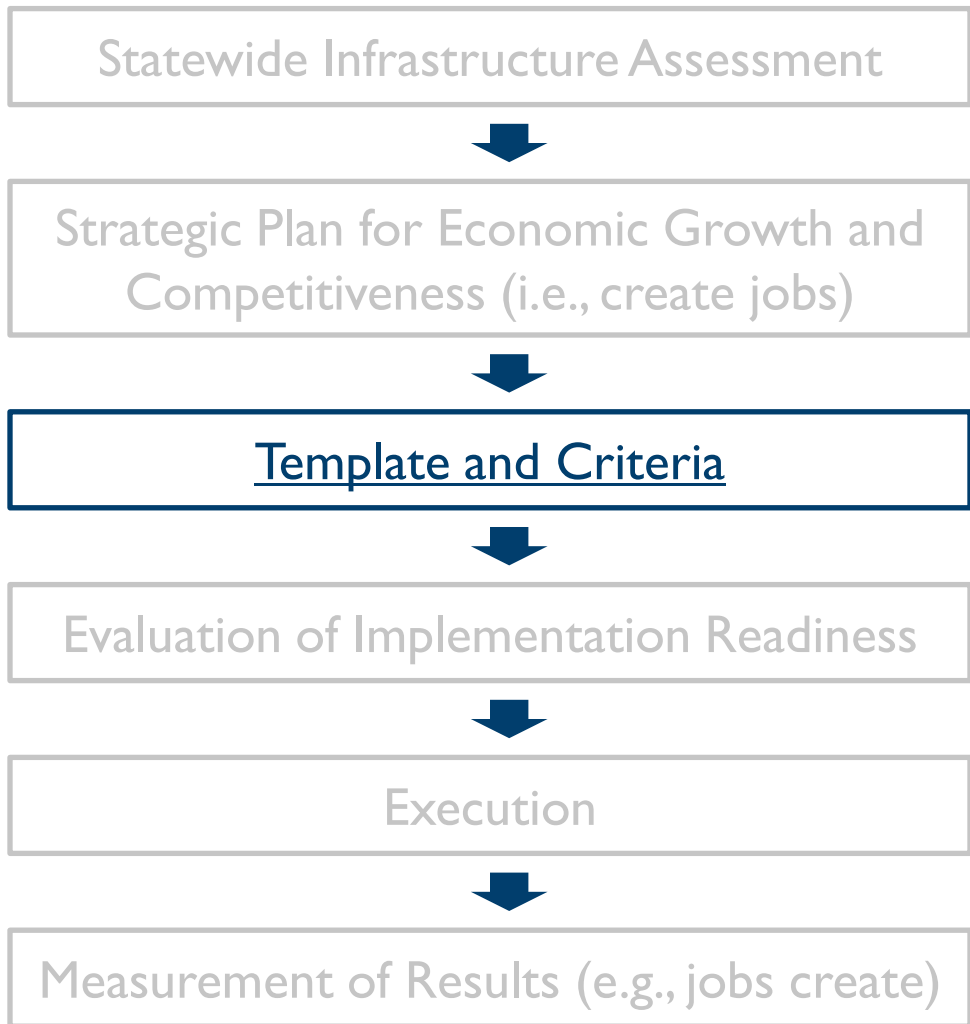 Statewide Infrastructure Assessment
Strategic Plan for Economic Growth and
Competitiveness (i.e., create jobs)
Template and Criteria
Evaluation of Implementation Readiness
Execution
Measurement of Results (e.g., jobs create)